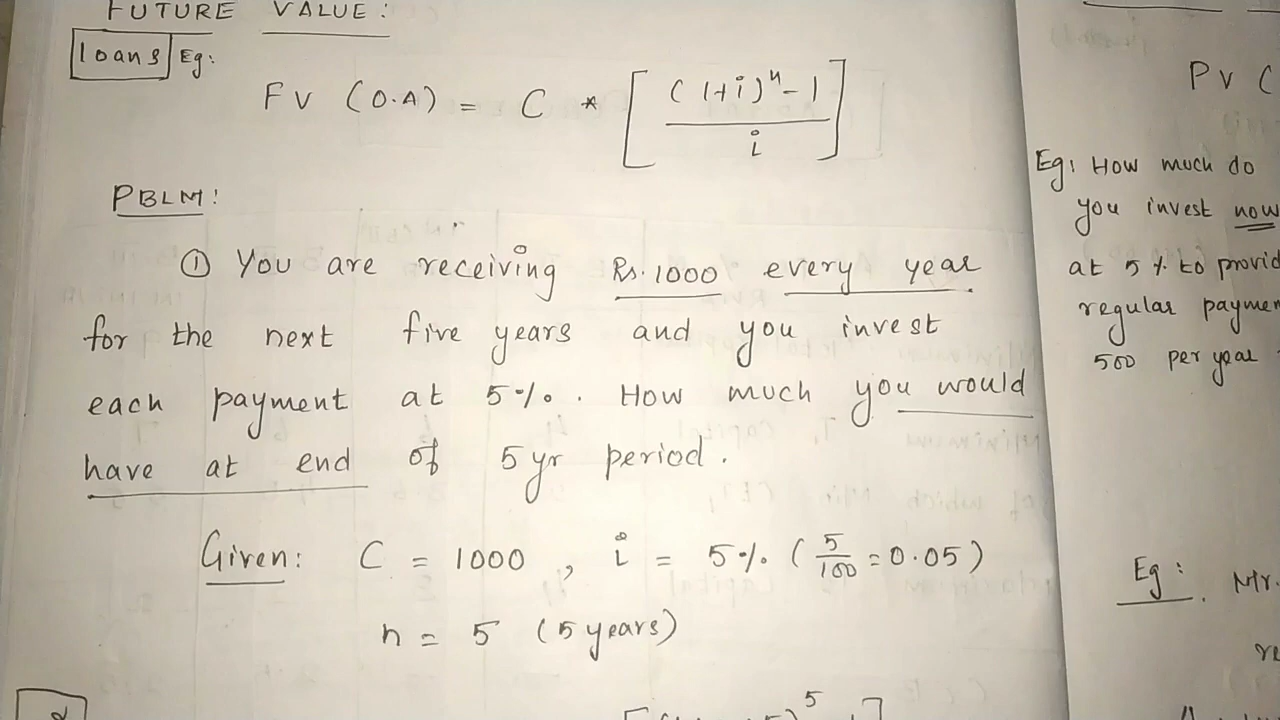 FUTURE VALUE:
loans Eg:
FV (O.A) = C * [ (1+i)^n - 1 / i ]
PBLM:
① You are receiving Rs. 1000 every year
for the next five years and you invest
each payment at 5%. How much you would
have at end of 5 yr period.
Given: C = 1000, i = 5% (5/100 = 0.05)
n = 5 (5 years)
PV (
Eg: How much do
you invest now
at 5% to
regular
500 per year
Eg: Mr.